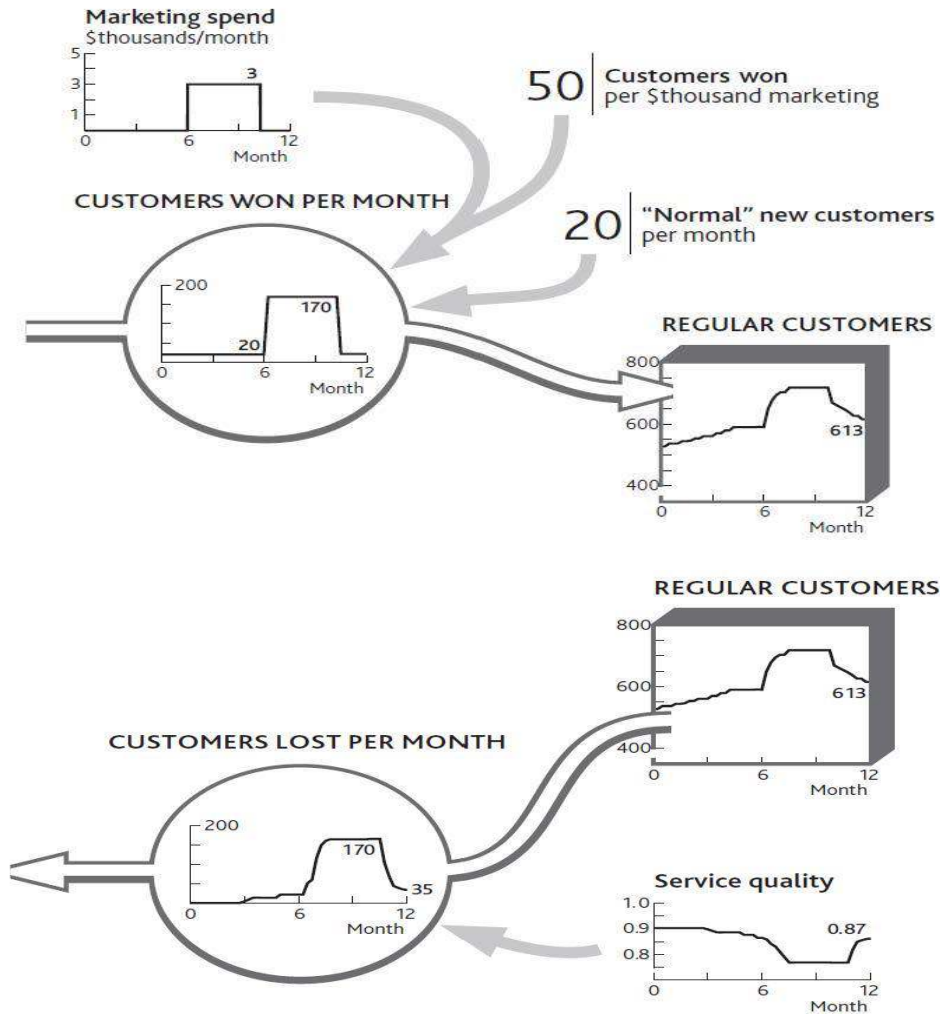 Marketing spend
$thousands/month
5
3
1
3
0
6
12
Month
50
Customers won
per $thousand marketing
20
"Normal" new customers
per month
CUSTOMERS WON PER MONTH
200
170
20
0
6
12
Month
REGULAR CUSTOMERS
800
600
400
613
0
6
12
Month
REGULAR CUSTOMERS
800
600
400
613
0
6
12
Month
CUSTOMERS LOST PER MONTH
200
170
35
0
6
12
Month
Service quality
1.0
0.9
0.8
0.87
0
6
12
Month